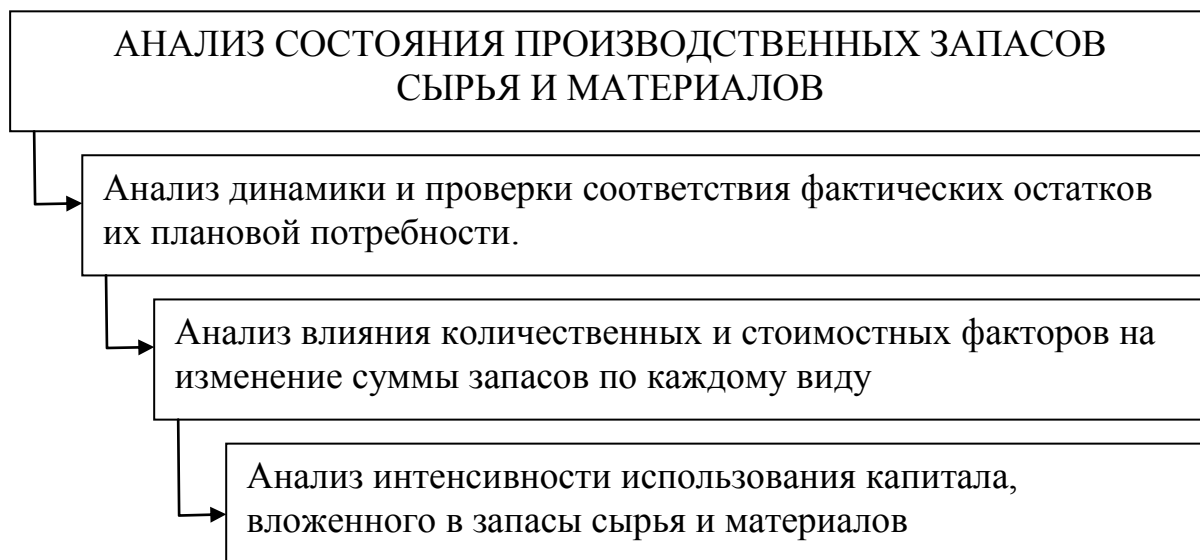 АНАЛИЗ СОСТОЯНИЯ ПРОИЗВОДСТВЕННЫХ ЗАПАСОВ
СЫРЬЯ И МАТЕРИАЛОВ
Анализ динамики и проверки соответствия фактических остатков
их плановой потребности.
Анализ влияния количественных и стоимостных факторов на
изменение суммы запасов по каждому виду
Анализ интенсивности использования капитала,
вложенного в запасы сырья и материалов